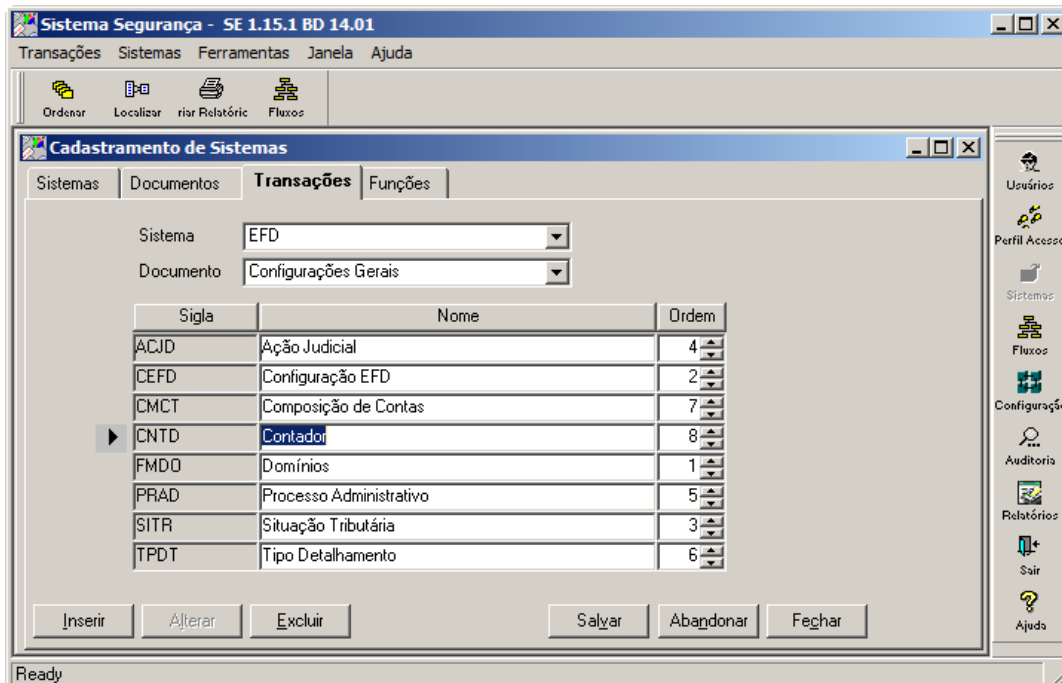 Sistema Segurança - SE 1.15.1 BD 14.01
Transações Sistemas Ferramentas Janela Ajuda
Ordenar Localizar riar Relatóric Fluxos
Cadastramento de Sistemas
Sistemas Documentos Transações Funções
Sistema EFD
Documento Configurações Gerais
Sigla Nome Ordem
ACJD Ação Judicial 4
CEFD Configuração EFD 2
CMCT Composição de Contas 7
CNTD Contador 8
FMDO Domínios 1
PRAD Processo Administrativo 5
SITR Situação Tributária 3
TPDT Tipo Detalhamento 6
Inserir Alterar Excluir Salvar Abandonar Fechar
Usuários
Perfil Acesso
Sistemas
Fluxos
Configuraçã
Auditoria
Relatórios
Sair
Ajuda
Ready